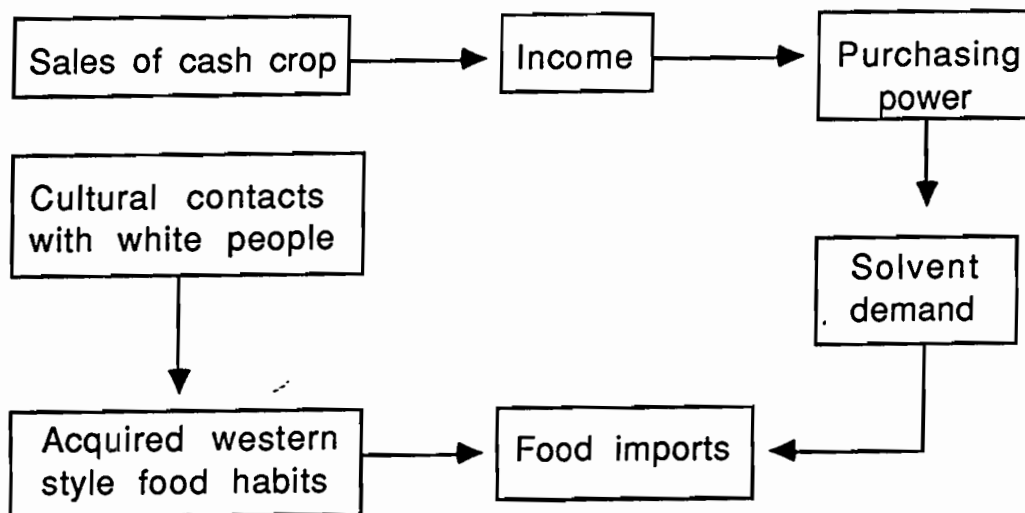 Sales of cash crop
Income
Purchasing
power
Cultural contacts
with white people
Solvent
demand
Acquired western
style food habits
Food imports